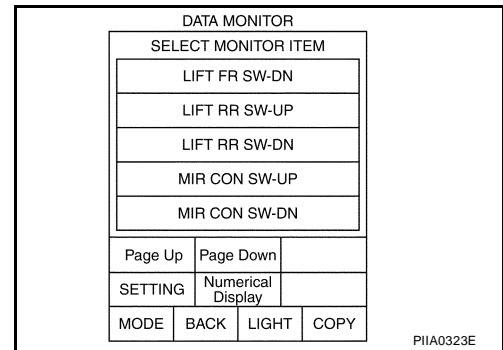 DATA MONITOR
SELECT MONITOR ITEM
LIFT FR SW-DN
LIFT RR SW-UP
LIFT RR SW-DN
MIR CON SW-UP
MIR CON SW-DN
Page Up Page Down
SETTING Numerical Display
MODE BACK LIGHT COPY
PIIA0323E